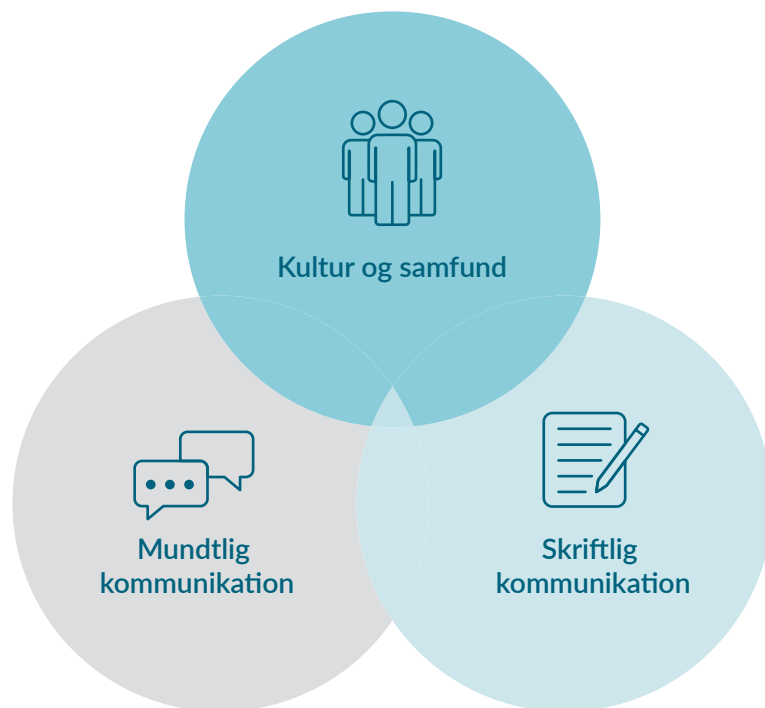 Kultur og samfund
Mundtlig
kommunikation
Skriftlig
kommunikation